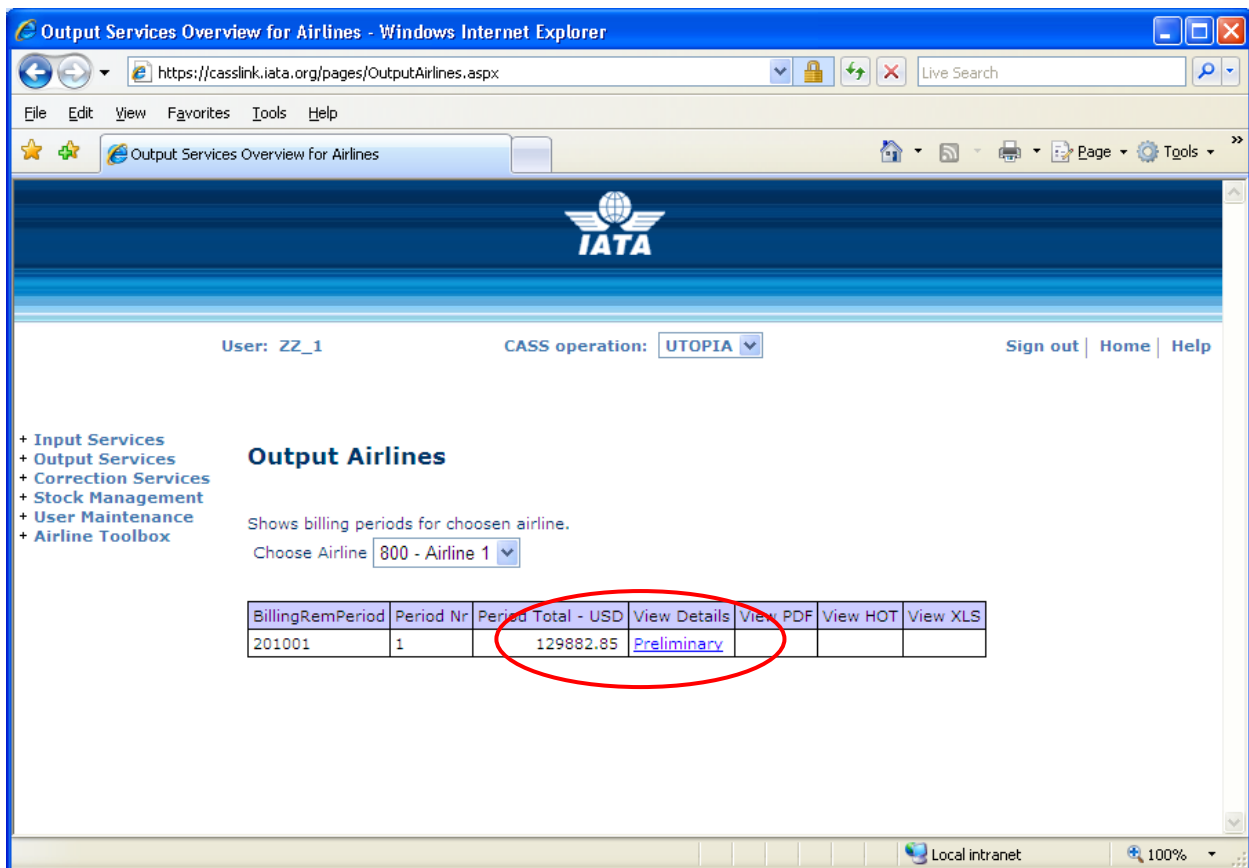 Output Services Overview for Airlines - Windows Internet Explorer
https://casslink.iata.org/pages/OutputAirlines.aspx Live Search
File Edit View Favorites Tools Help
Output Services Overview for Airlines Page Tools »
IATA
User: ZZ_1 CASS operation: UTOPIA Sign out | Home | Help
+ Input Services
+ Output Services
+ Correction Services
+ Stock Management
+ User Maintenance
+ Airline Toolbox
Output Airlines
Shows billing periods for choosen airline.
Choose Airline 800 - Airline 1
BillingRemPeriod Period Nr Period Total - USD View Details View PDF View HOT View XLS
201001 1 129882.85 Preliminary
Local intranet 100%